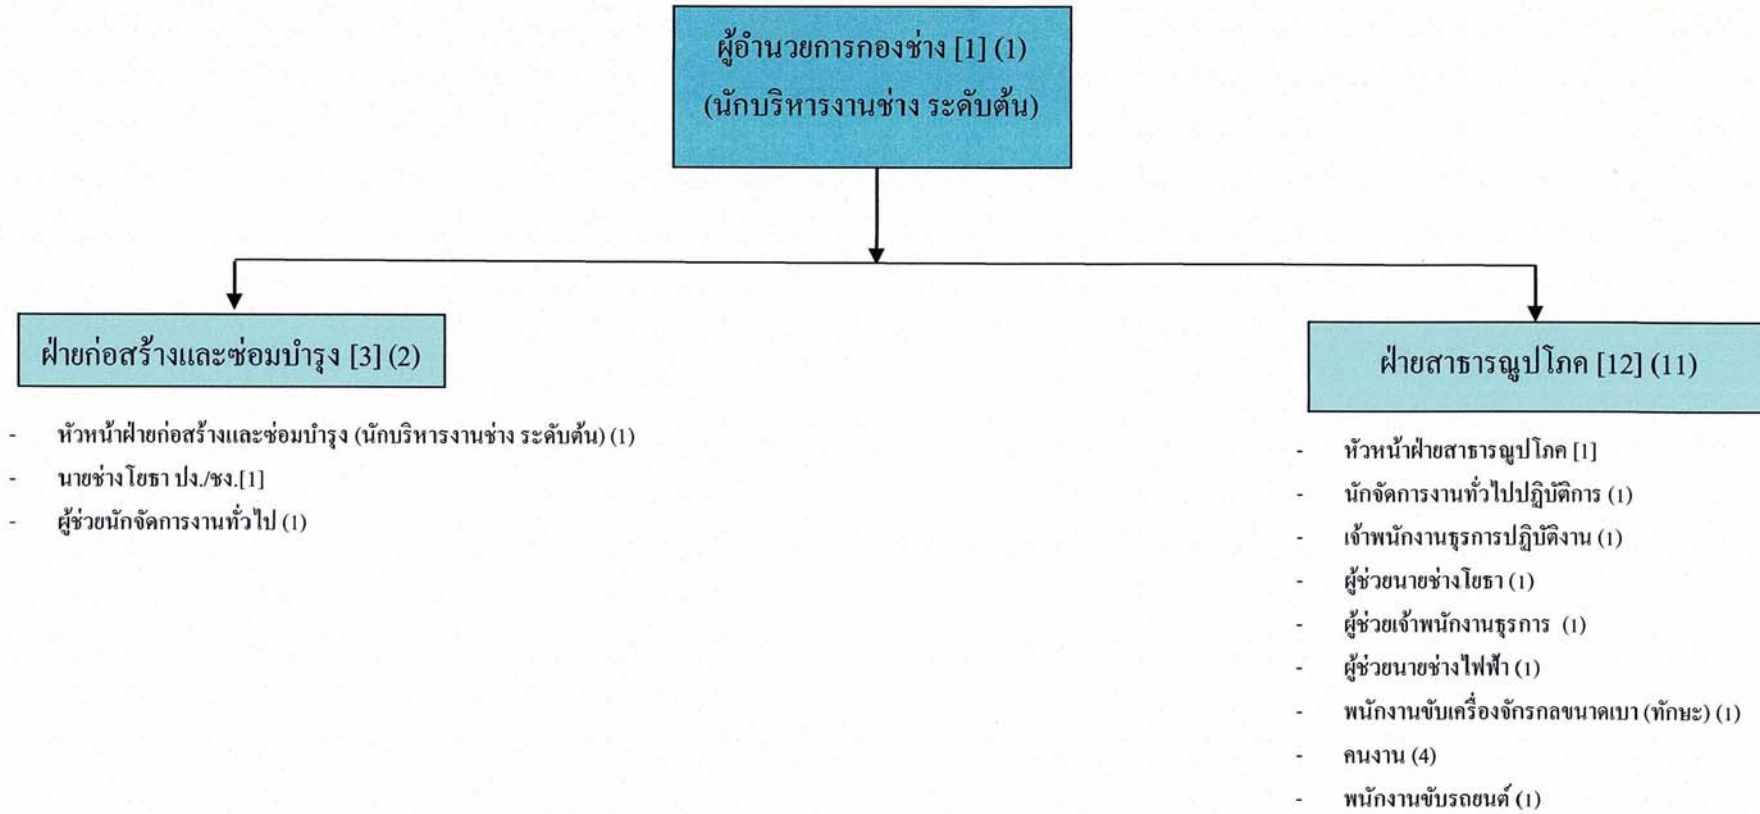 ผู้อำนวยการกองช่าง [1] (1)
(นักบริหารงานช่าง ระดับต้น)
ฝ่ายก่อสร้างและซ่อมบำรุง [3] (2)
- หัวหน้าฝ่ายก่อสร้างและซ่อมบำรุง (นักบริหารงานช่าง ระดับต้น) (1)
- นายช่างโยธา ปง./ชง.[1]
- ผู้ช่วยนักจัดการงานทั่วไป (1)
ฝ่ายสาธารณูปโภค [12] (11)
- หัวหน้าฝ่ายสาธารณูปโภค [1]
- นักจัดการงานทั่วไปปฏิบัติการ (1)
- เจ้าพนักงานธุรการปฏิบัติงาน (1)
- ผู้ช่วยนายช่างโยธา (1)
- ผู้ช่วยเจ้าพนักงานธุรการ (1)
- ผู้ช่วยนายช่างไฟฟ้า (1)
- พนักงานขับเครื่องจักรกลขนาดเบา (ทักษะ) (1)
- คนงาน (4)
- พนักงานขับรถยนต์ (1)